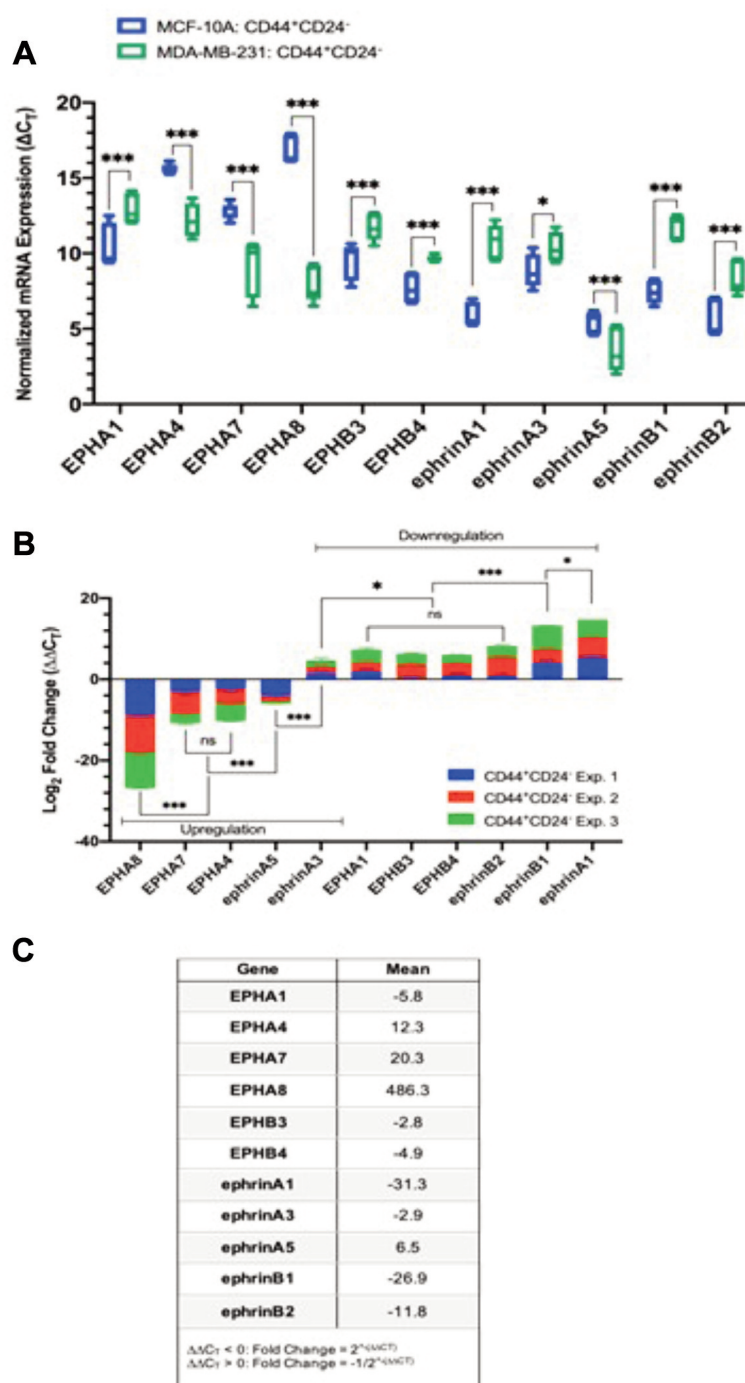 A
MCF-10A: CD44⁺CD24⁻
MDA-MB-231: CD44⁺CD24⁻
Normalized mRNA Expression (ΔC_T)
20
15
10
5
0
*** *** *** *** *** *** *** * *** *** ***
EPHA1 EPHA4 EPHA7 EPHA8 EPHB3 EPHB4 ephrinA1 ephrinA3 ephrinA5 ephrinB1 ephrinB2
B
Downregulation
* *** *
ns
Log₂ Fold Change (ΔΔC_T)
20
0
-20
-40
ns
***
***
***
Upregulation
CD44⁺CD24⁻ Exp. 1
CD44⁺CD24⁻ Exp. 2
CD44⁺CD24⁻ Exp. 3
EPHA8 EPHA7 EPHA4 ephrinA5 ephrinA3 EPHA1 EPHB3 EPHB4 ephrinB2 ephrinB1 ephrinA1
C
Gene Mean
EPHA1 -5.8
EPHA4 12.3
EPHA7 20.3
EPHA8 486.3
EPHB3 -2.8
EPHB4 -4.9
ephrinA1 -31.3
ephrinA3 -2.9
ephrinA5 6.5
ephrinB1 -26.9
ephrinB2 -11.8
ΔΔC_T < 0: Fold Change = 2^-(ΔΔCT)
ΔΔC_T > 0: Fold Change = -1/2^-(ΔΔCT)